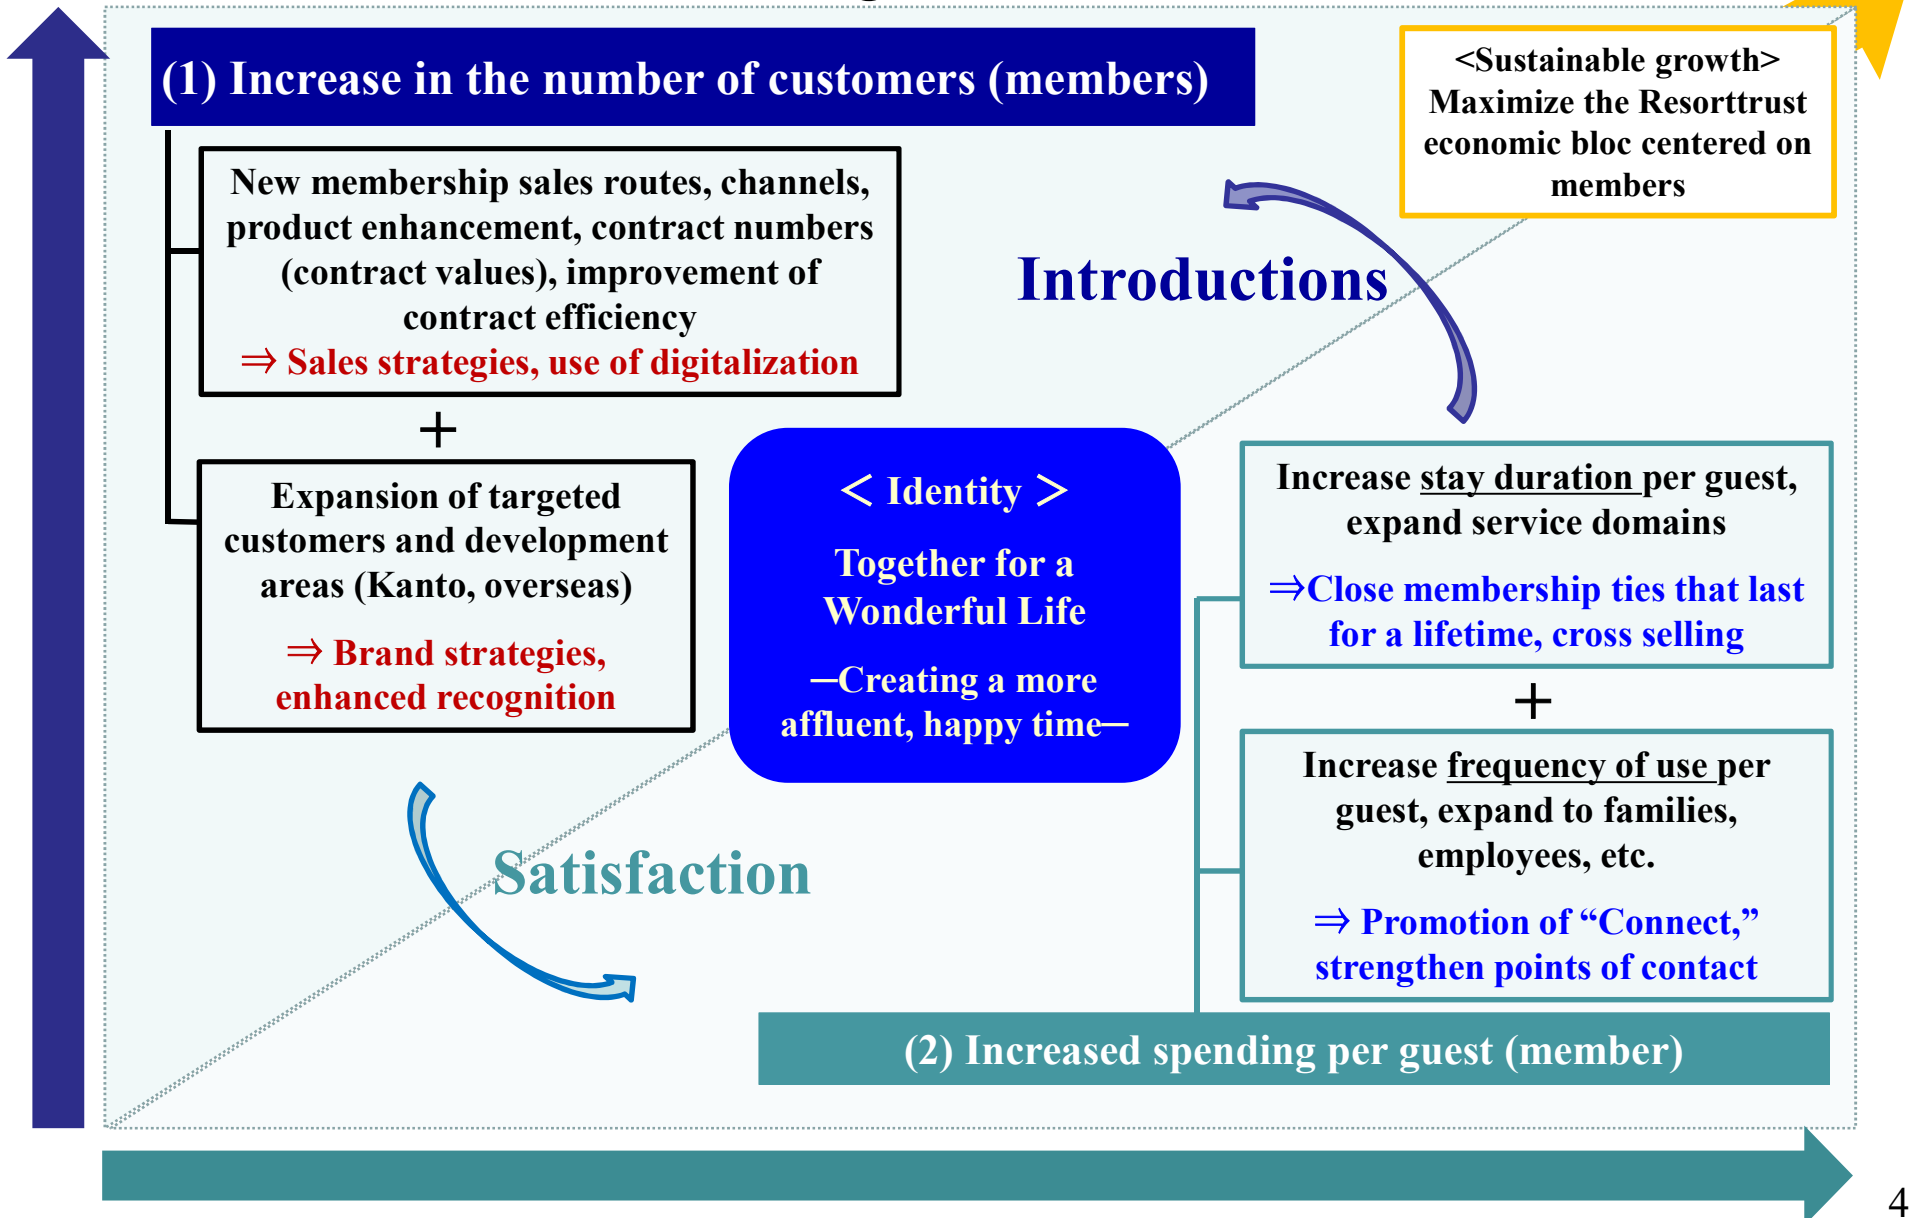 (1) Increase in the number of customers (members)
<Sustainable growth>
Maximize the Resorttrust
economic bloc centered on
members
New membership sales routes, channels,
product enhancement, contract numbers
(contract values), improvement of
contract efficiency
⇒ Sales strategies, use of digitalization
+
Expansion of targeted
customers and development
areas (Kanto, overseas)
⇒ Brand strategies,
enhanced recognition
Introductions
＜ Identity ＞
Together for a
Wonderful Life
—Creating a more
affluent, happy time—
Satisfaction
Increase stay duration per guest,
expand service domains
⇒Close membership ties that last
for a lifetime, cross selling
+
Increase frequency of use per
guest, expand to families,
employees, etc.
⇒ Promotion of “Connect,”
strengthen points of contact
(2) Increased spending per guest (member)
4